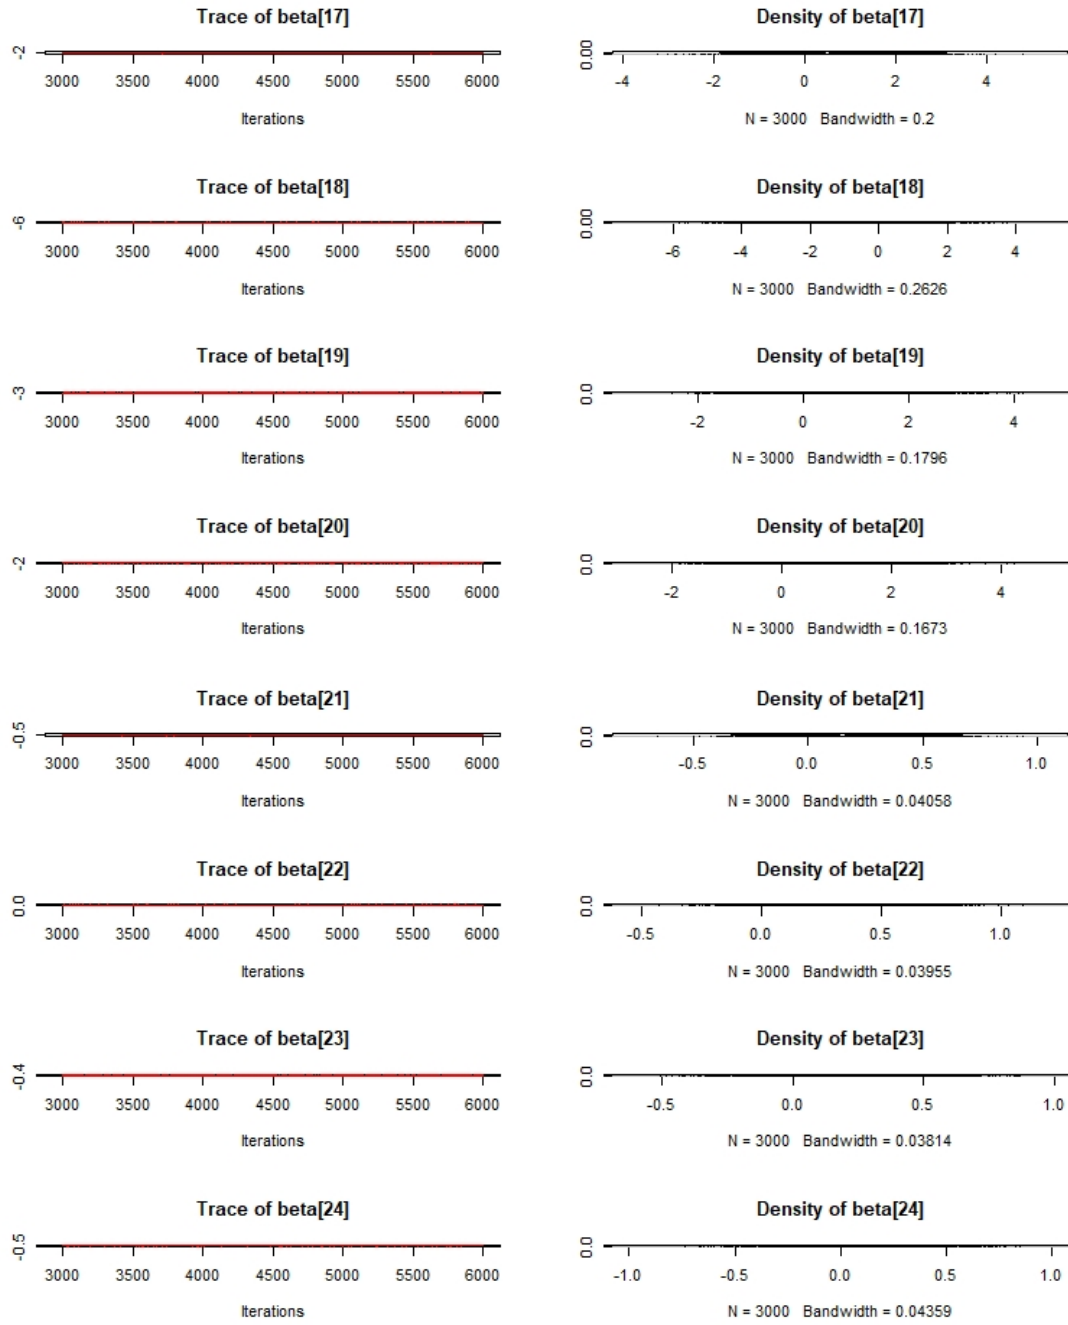 Trace of beta[17]
Density of beta[17]
-2
0.00
3000 3500 4000 4500 5000 5500 6000
-4 -2 0 2 4
Iterations
N = 3000 Bandwidth = 0.2
Trace of beta[18]
Density of beta[18]
-6
0.00
3000 3500 4000 4500 5000 5500 6000
-6 -4 -2 0 2 4
Iterations
N = 3000 Bandwidth = 0.2626
Trace of beta[19]
Density of beta[19]
-3
0.0
3000 3500 4000 4500 5000 5500 6000
-2 0 2 4
Iterations
N = 3000 Bandwidth = 0.1796
Trace of beta[20]
Density of beta[20]
-2
0.0
3000 3500 4000 4500 5000 5500 6000
-2 0 2 4
Iterations
N = 3000 Bandwidth = 0.1673
Trace of beta[21]
Density of beta[21]
-0.5
0.0
3000 3500 4000 4500 5000 5500 6000
-0.5 0.0 0.5 1.0
Iterations
N = 3000 Bandwidth = 0.04058
Trace of beta[22]
Density of beta[22]
0.0
0.0
3000 3500 4000 4500 5000 5500 6000
-0.5 0.0 0.5 1.0
Iterations
N = 3000 Bandwidth = 0.03955
Trace of beta[23]
Density of beta[23]
-0.4
0.0
3000 3500 4000 4500 5000 5500 6000
-0.5 0.0 0.5 1.0
Iterations
N = 3000 Bandwidth = 0.03814
Trace of beta[24]
Density of beta[24]
-0.5
0.0
3000 3500 4000 4500 5000 5500 6000
-1.0 -0.5 0.0 0.5 1.0
Iterations
N = 3000 Bandwidth = 0.04359